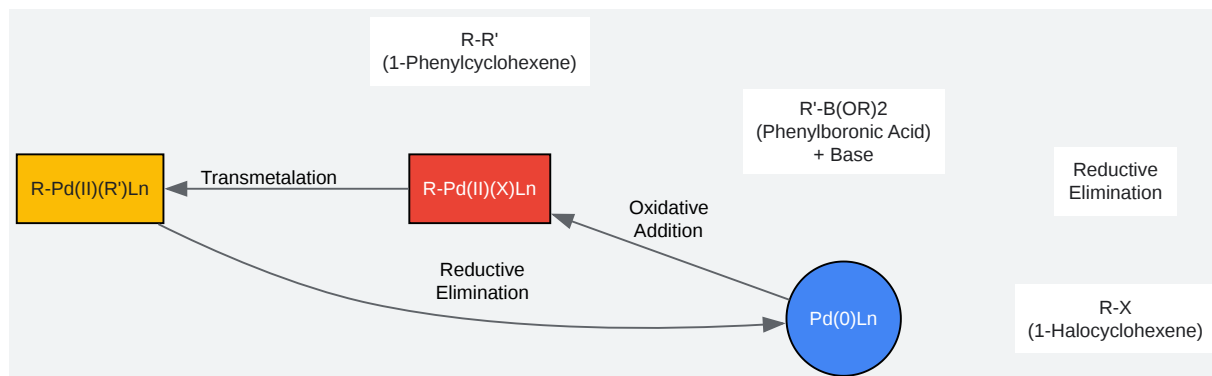 R-R'
(1-Phenylcyclohexene)
R'-B(OR)2
(Phenylboronic Acid)
+ Base
Reductive
Elimination
R-Pd(II)(R')Ln
Transmetalation
R-Pd(II)(X)Ln
Oxidative
Addition
Reductive
Elimination
Pd(0)Ln
R-X
(1-Halocyclohexene)